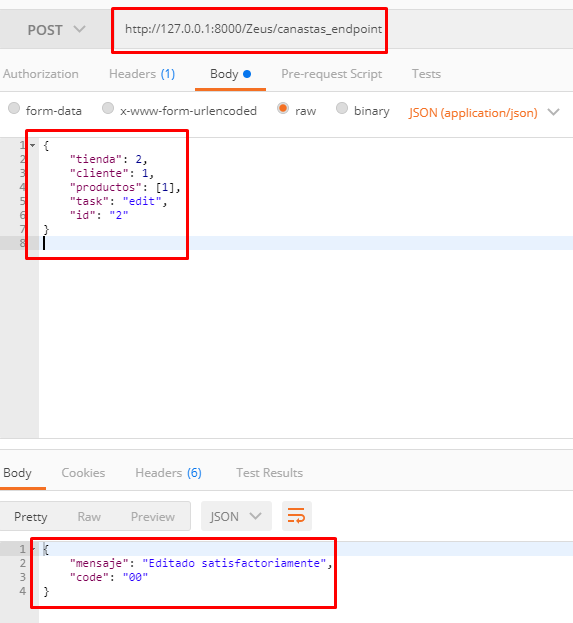 POST http://127.0.0.1:8000/Zeus/canastas_endpoint
Authorization Headers (1) Body Pre-request Script Tests
form-data x-www-form-urlencoded raw binary JSON (application/json)
1 {
2 "tienda": 2,
3 "cliente": 1,
4 "productos": [1],
5 "task": "edit",
6 "id": "2"
7 }
8
Body Cookies Headers (6) Test Results
Pretty Raw Preview JSON
1 {
2 "mensaje": "Editado satisfactoriamente",
3 "code": "00"
4 }